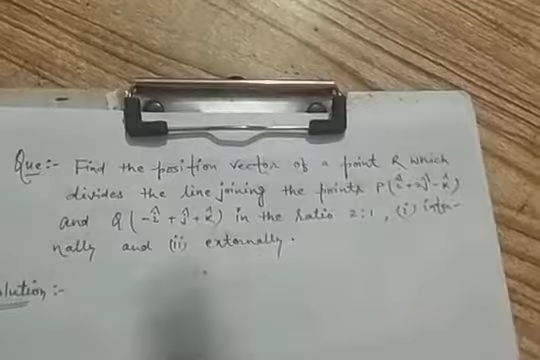 Que:- Find the position vector of a point R which
divides the line joining the points P(î+2ĵ-k̂)
and Q(-î+ĵ+k̂) in the ratio 2:1, (i) inter-
nally and (ii) externally.
olution:-